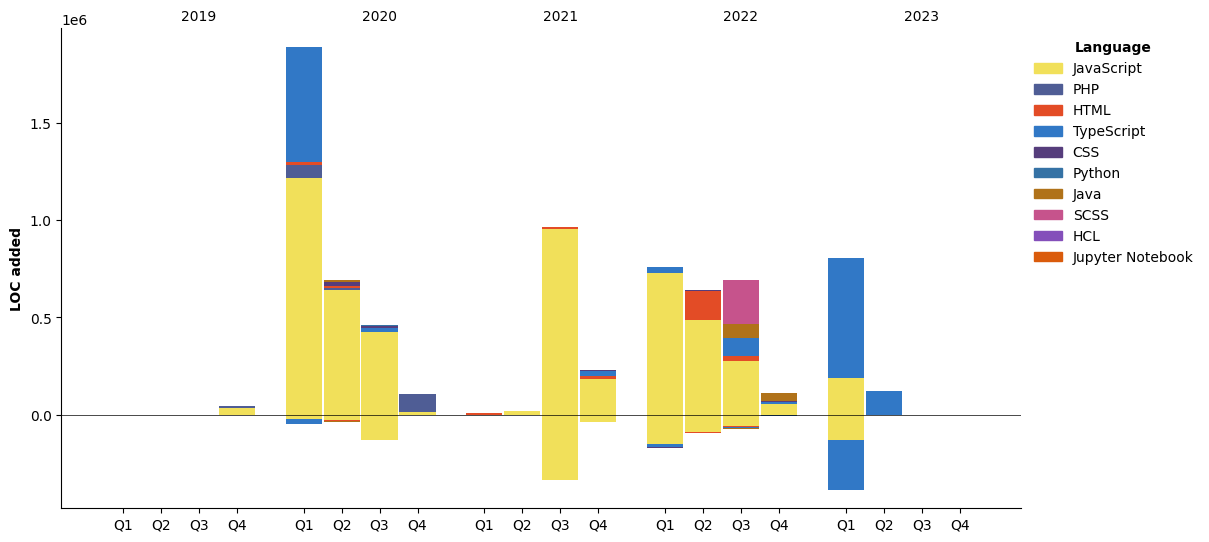 1e6
2019 2020 2021 2022 2023
Language
JavaScript
PHP
HTML
TypeScript
CSS
Python
Java
SCSS
HCL
Jupyter Notebook
LOC added
1.5
1.0
0.5
0.0
Q1 Q2 Q3 Q4 Q1 Q2 Q3 Q4 Q1 Q2 Q3 Q4 Q1 Q2 Q3 Q4 Q1 Q2 Q3 Q4